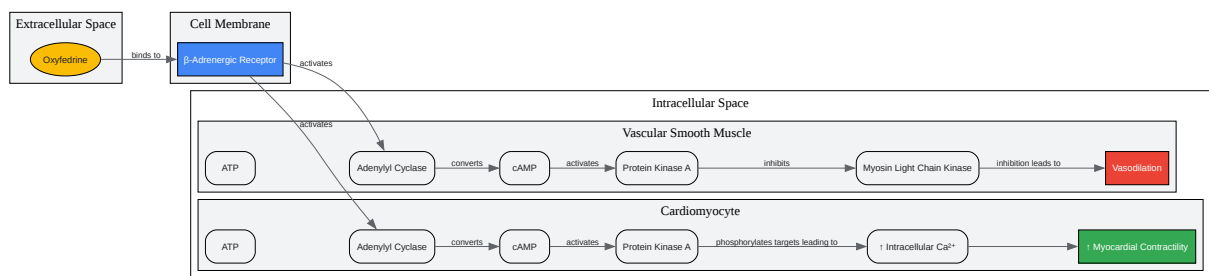 Extracellular Space
Cell Membrane
Oxyfedrine
binds to
β-Adrenergic Receptor
activates
activates
Intracellular Space
Vascular Smooth Muscle
ATP
Adenylyl Cyclase
converts
cAMP
activates
Protein Kinase A
inhibits
Myosin Light Chain Kinase
inhibition leads to
Vasodilation
Cardiomyocyte
ATP
Adenylyl Cyclase
converts
cAMP
activates
Protein Kinase A
phosphorylates targets leading to
↑ Intracellular Ca²⁺
↑ Myocardial Contractility